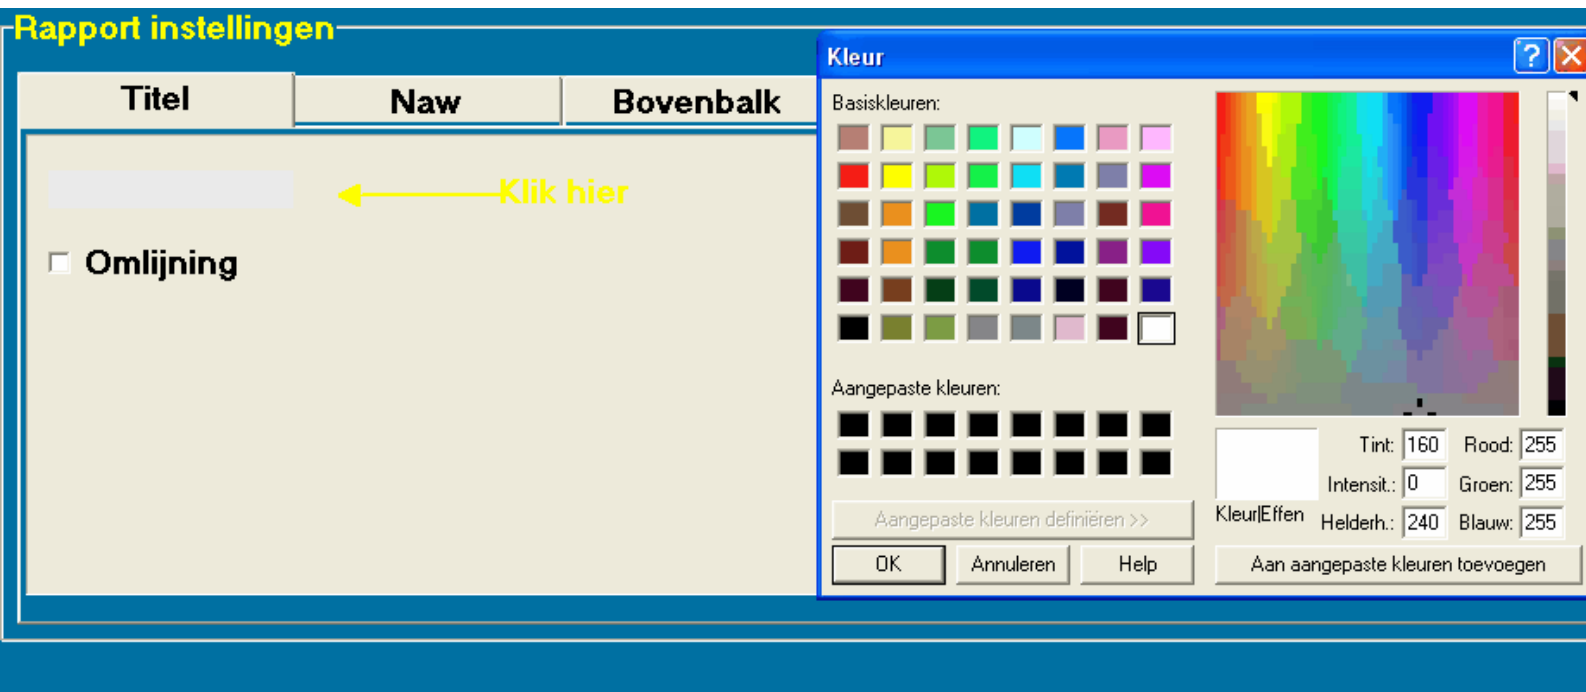 Rapport instellingen
Kleur
Titel
Naw
Bovenbalk
Basiskleuren:
Klik hier
Omlijning
Aangepaste kleuren:
Tint: 160 Rood: 255
Intensit.: 0 Groen: 255
Kleur|Effen Helderh.: 240 Blauw: 255
Aangepaste kleuren definiëren >>
OK
Annuleren
Help
Aan aangepaste kleuren toevoegen